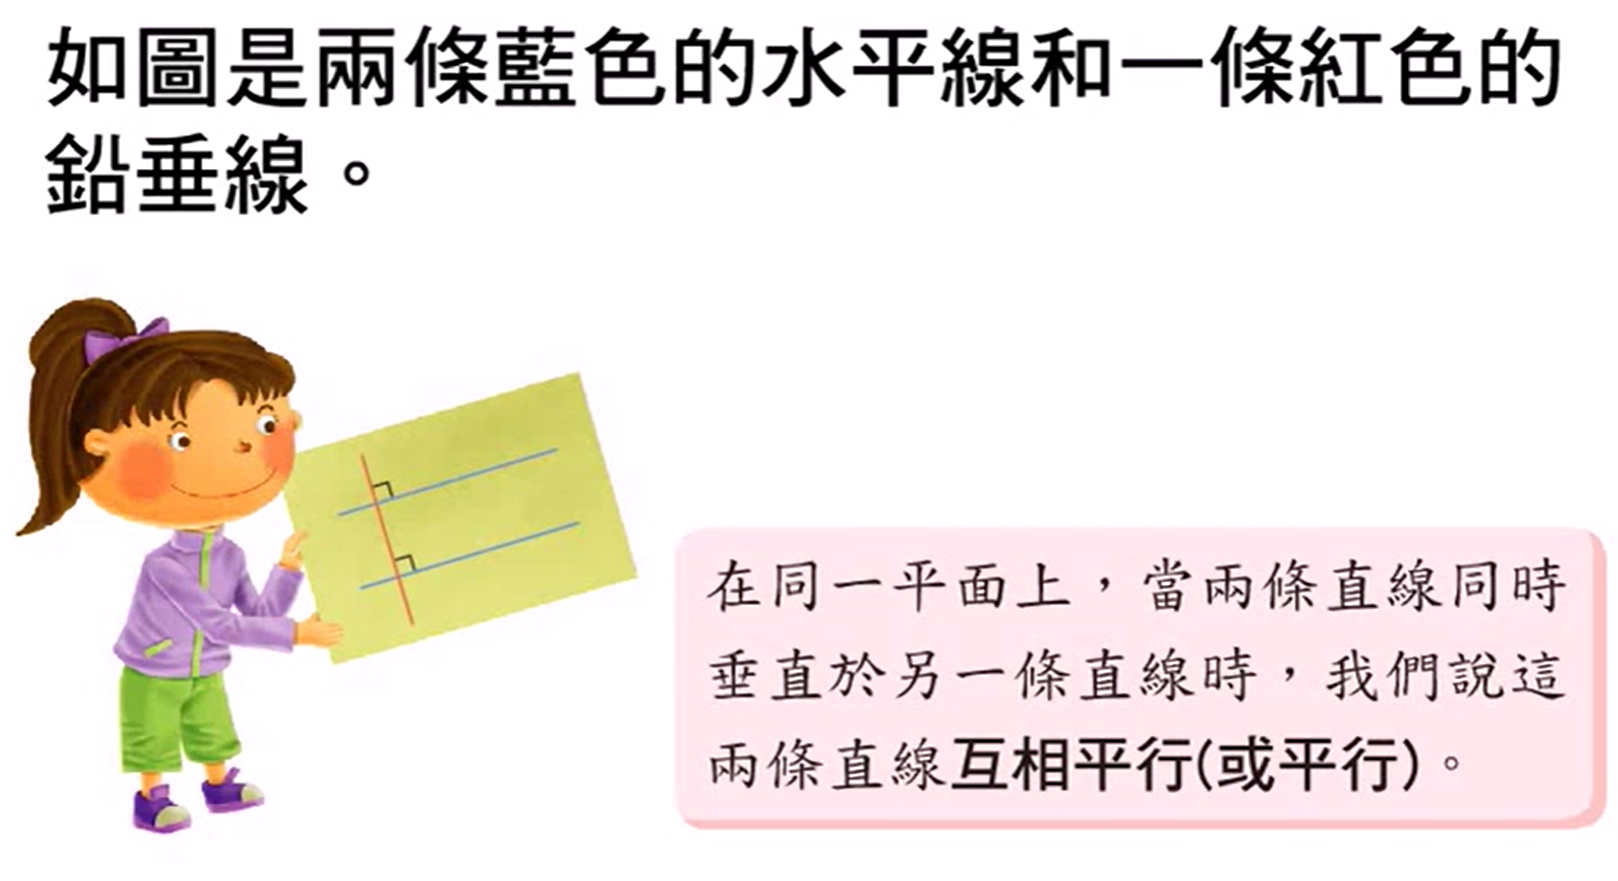 如圖是兩條藍色的水平線和一條紅色的
鉛垂線。
在同一平面上，當兩條直線同時
垂直於另一條直線時，我們說這
兩條直線互相平行(或平行)。